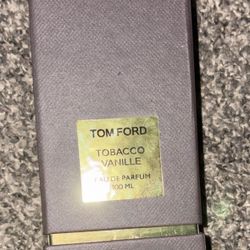 TOM FORD
TOBACCO
VANILLE
EAU DE PARFUM
100 ML